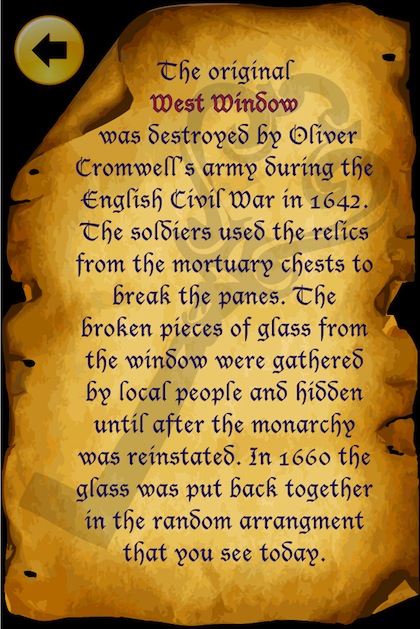 The original
West Window
was destroyed by Oliver
Cromwell's army during the
English Civil War in 1642.
The soldiers used the relics
from the mortuary chests to
break the panes. The
broken pieces of glass from
the window were gathered
by local people and hidden
until after the monarchy
was reinstated. In 1660 the
glass was put back together
in the random arrangment
that you see today.